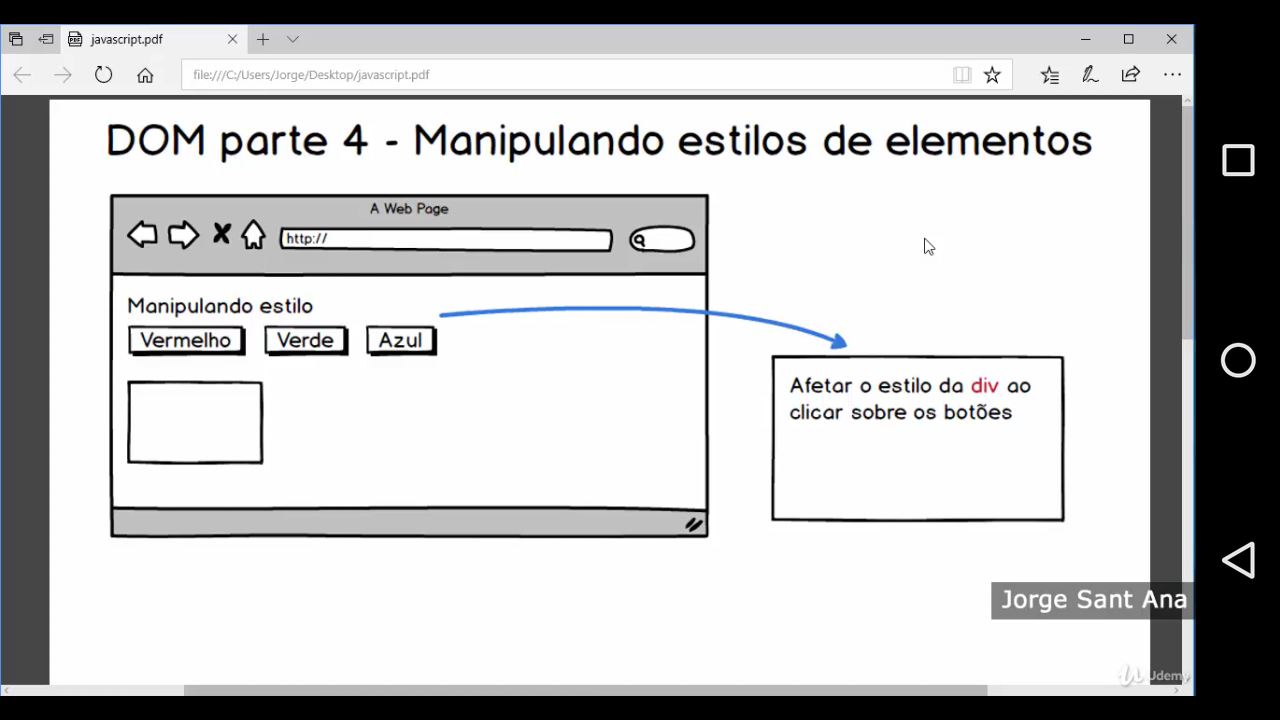 javascript.pdf
file:///C:/Users/Jorge/Desktop/javascript.pdf
DOM parte 4 - Manipulando estilos de elementos
A Web Page
http://
Manipulando estilo
Vermelho Verde Azul
Afetar o estilo da div ao
clicar sobre os botões
Jorge Sant Ana
Udemy